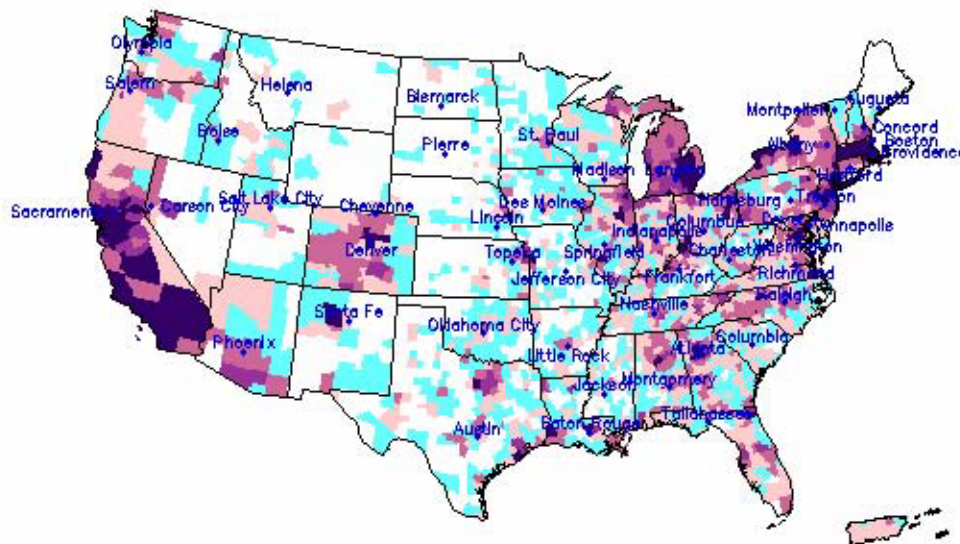 Olympia
Salem
Helena
Bismarck
St. Paul
Montpelier
Augusta
Boise
Pierre
Concord
Albany
Boston
Providence
Madison
Lansing
Hartford
Salt Lake City
Cheyenne
Des Moines
Harrisburg
Trenton
Sacramento
Carson City
Lincoln
Columbus
Annapolis
Denver
Indianapolis
Topeka
Springfield
Charleston
Washington
Jefferson City
Frankfort
Richmond
Santa Fe
Nashville
Raleigh
Oklahoma City
Phoenix
Little Rock
Atlanta
Columbia
Jackson
Montgomery
Austin
Baton Rouge
Tallahassee